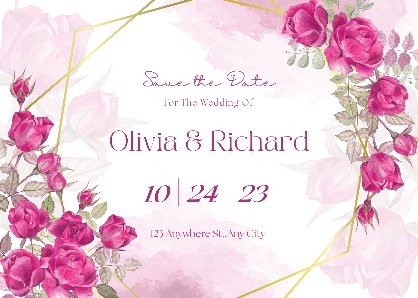 Save the Date
For The Wedding Of
Olivia & Richard
10 | 24 23
123 Anywhere St., Any City